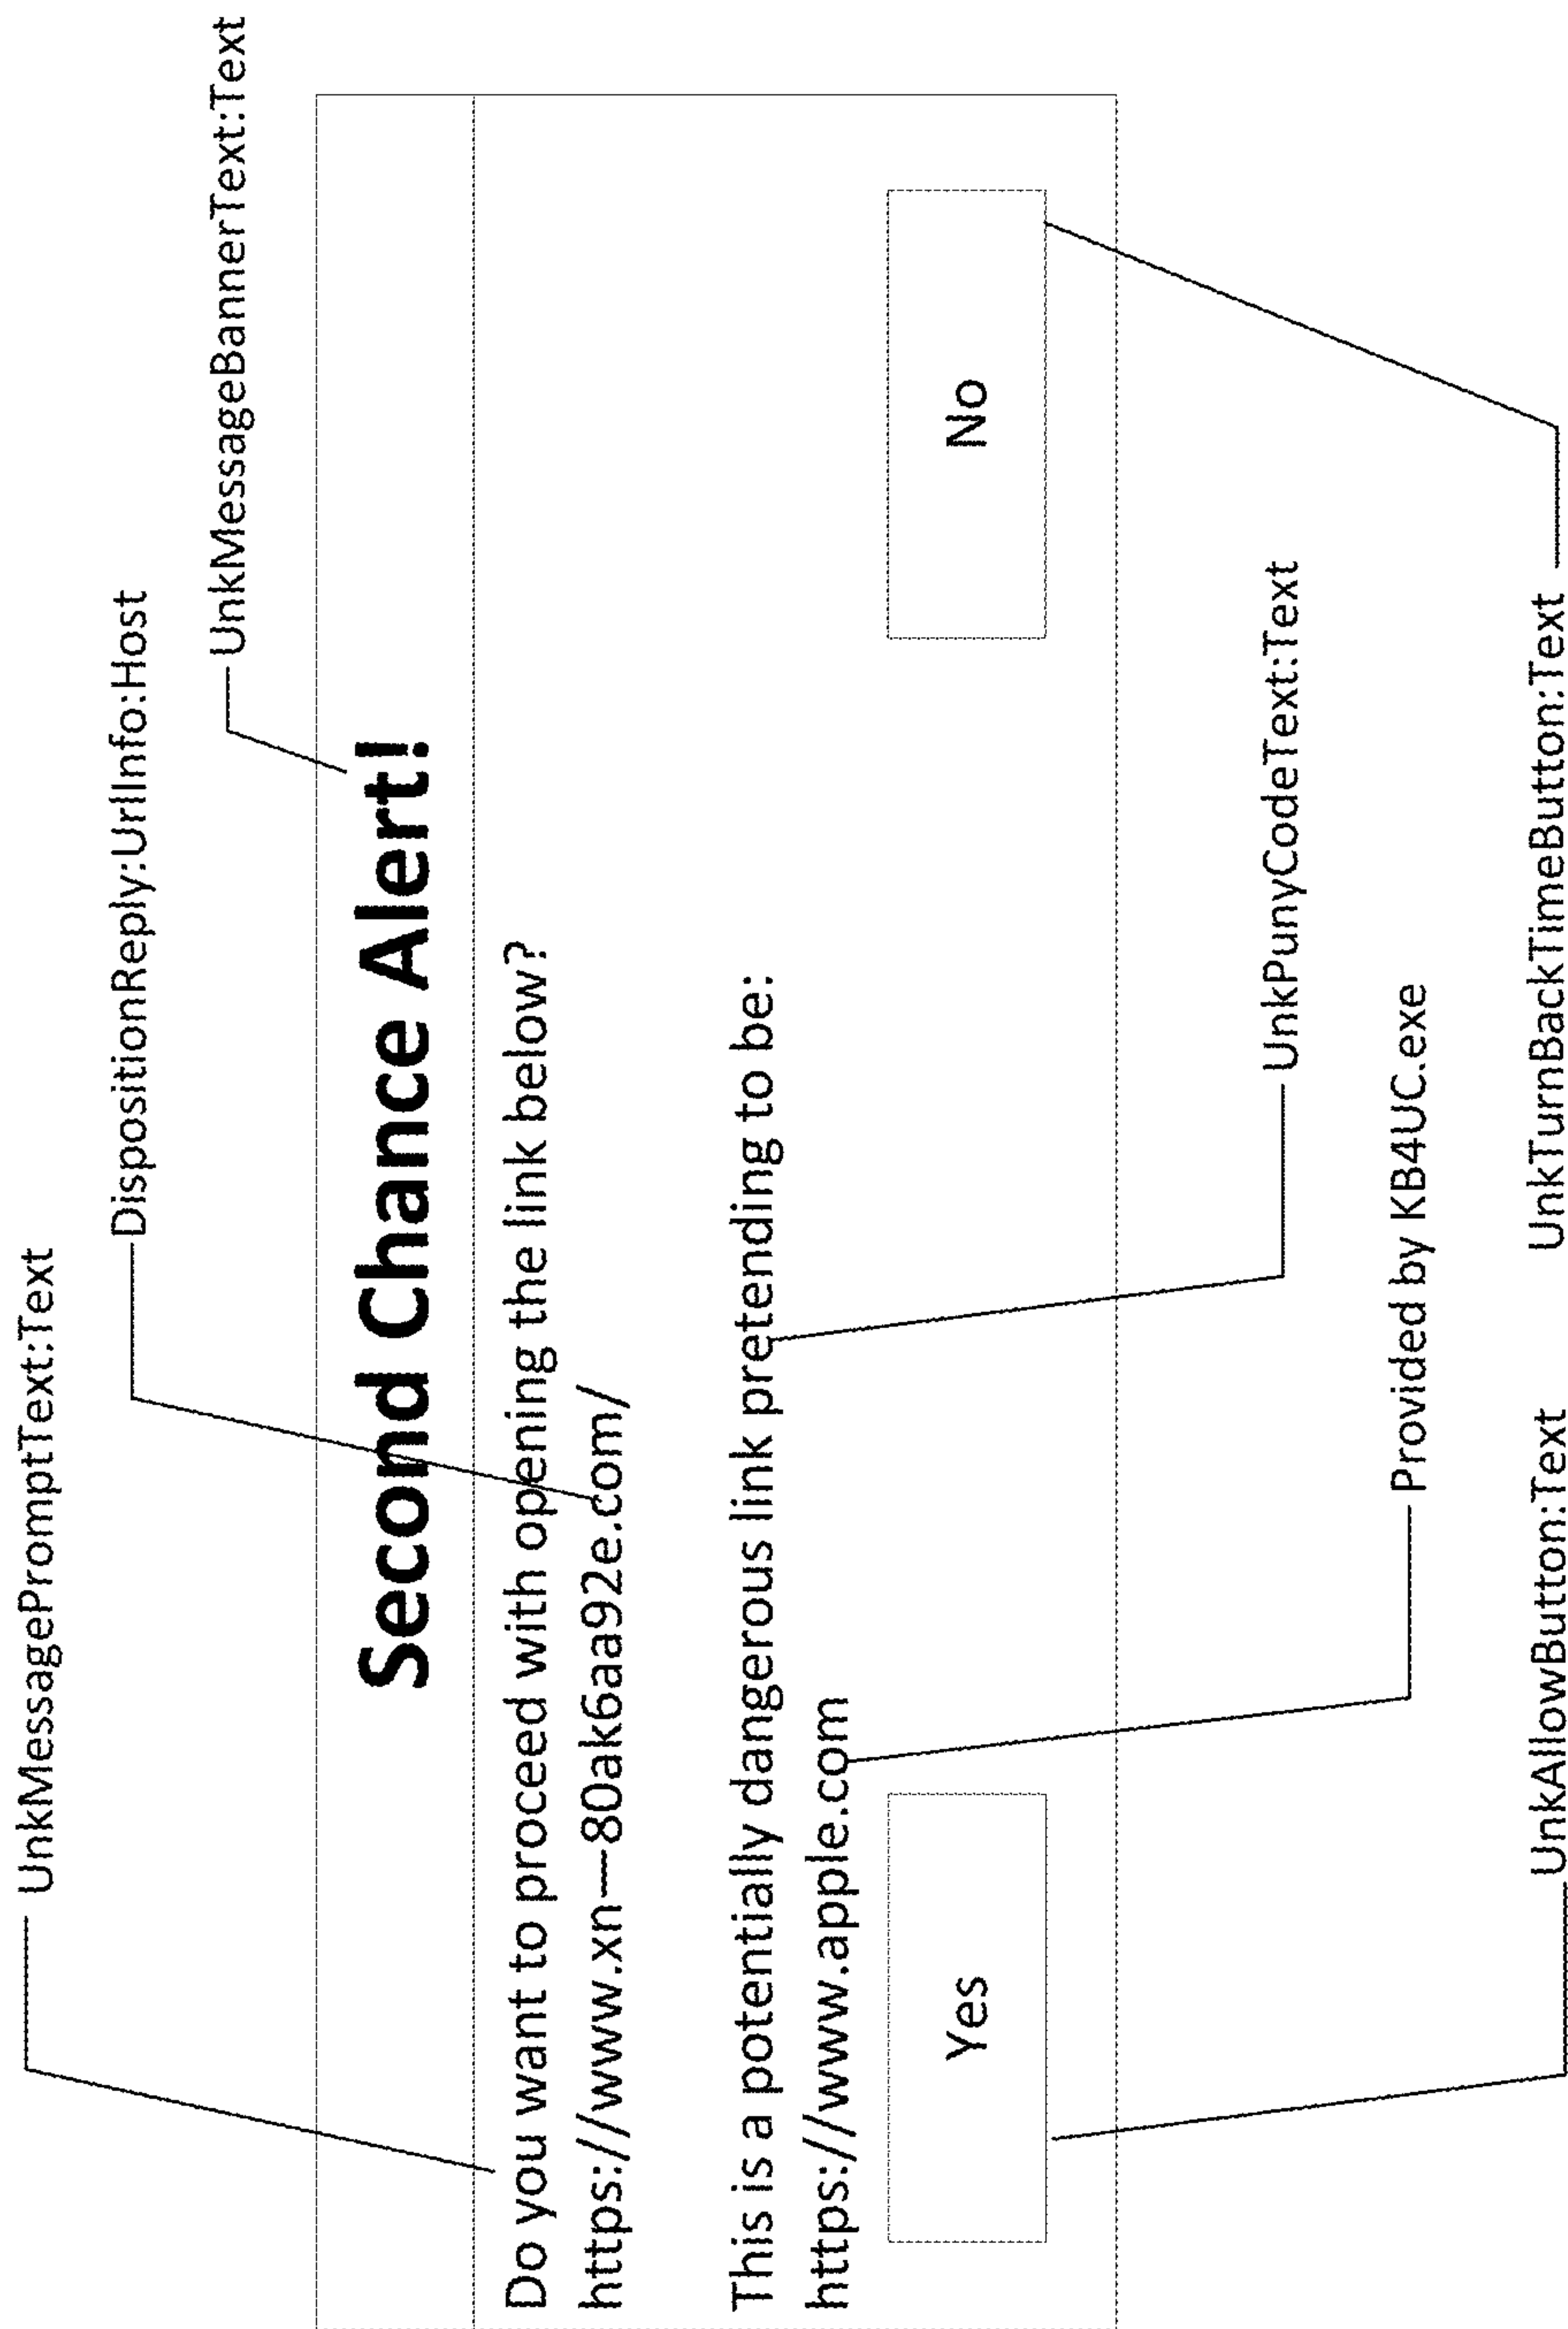 UnkMessagePromptText:Text
DispositionReply:UrlInfo:Host
UnkMessageBannerText:Text
Second Chance Alert!
Do you want to proceed with opening the link below?
https://www.xn—80ak6aa92e.com/
This is a potentially dangerous link pretending to be:
https://www.apple.com
Yes
No
UnkPunyCodeText:Text
Provided by KB4UC.exe
UnkAllowButton:Text
UnkTurnBackTimeButton:Text